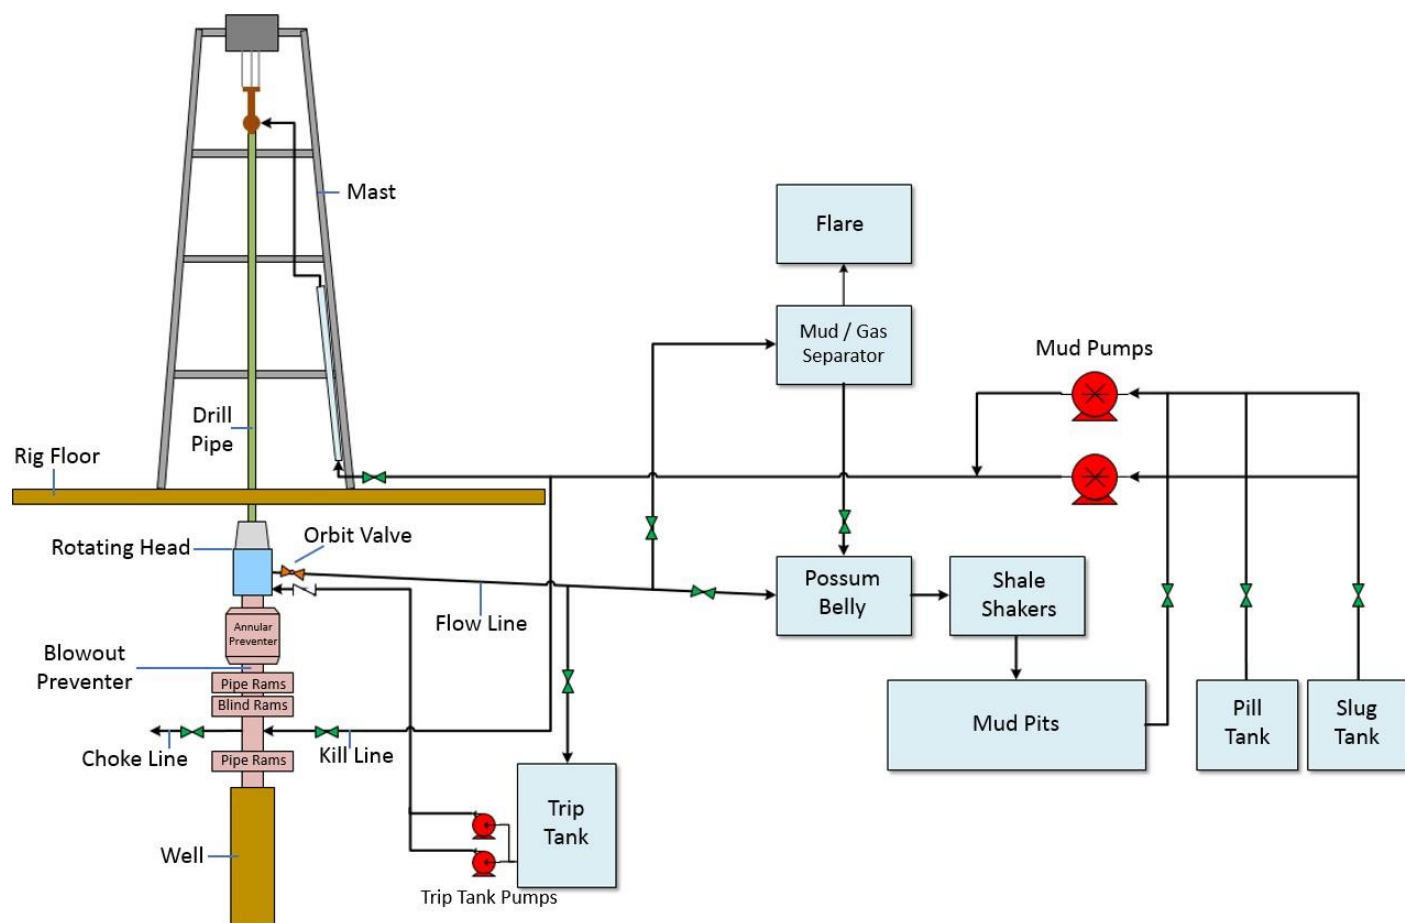 Mast
Flare
Mud / Gas
Separator
Mud Pumps
Drill
Pipe
Rig Floor
Orbit Valve
Rotating Head
Flow Line
Possum
Belly
Shale
Shakers
Annular
Preventer
Blowout
Preventer
Pipe Rams
Blind Rams
Choke Line
Kill Line
Pipe Rams
Mud Pits
Pill
Tank
Slug
Tank
Trip
Tank
Well
Trip Tank Pumps